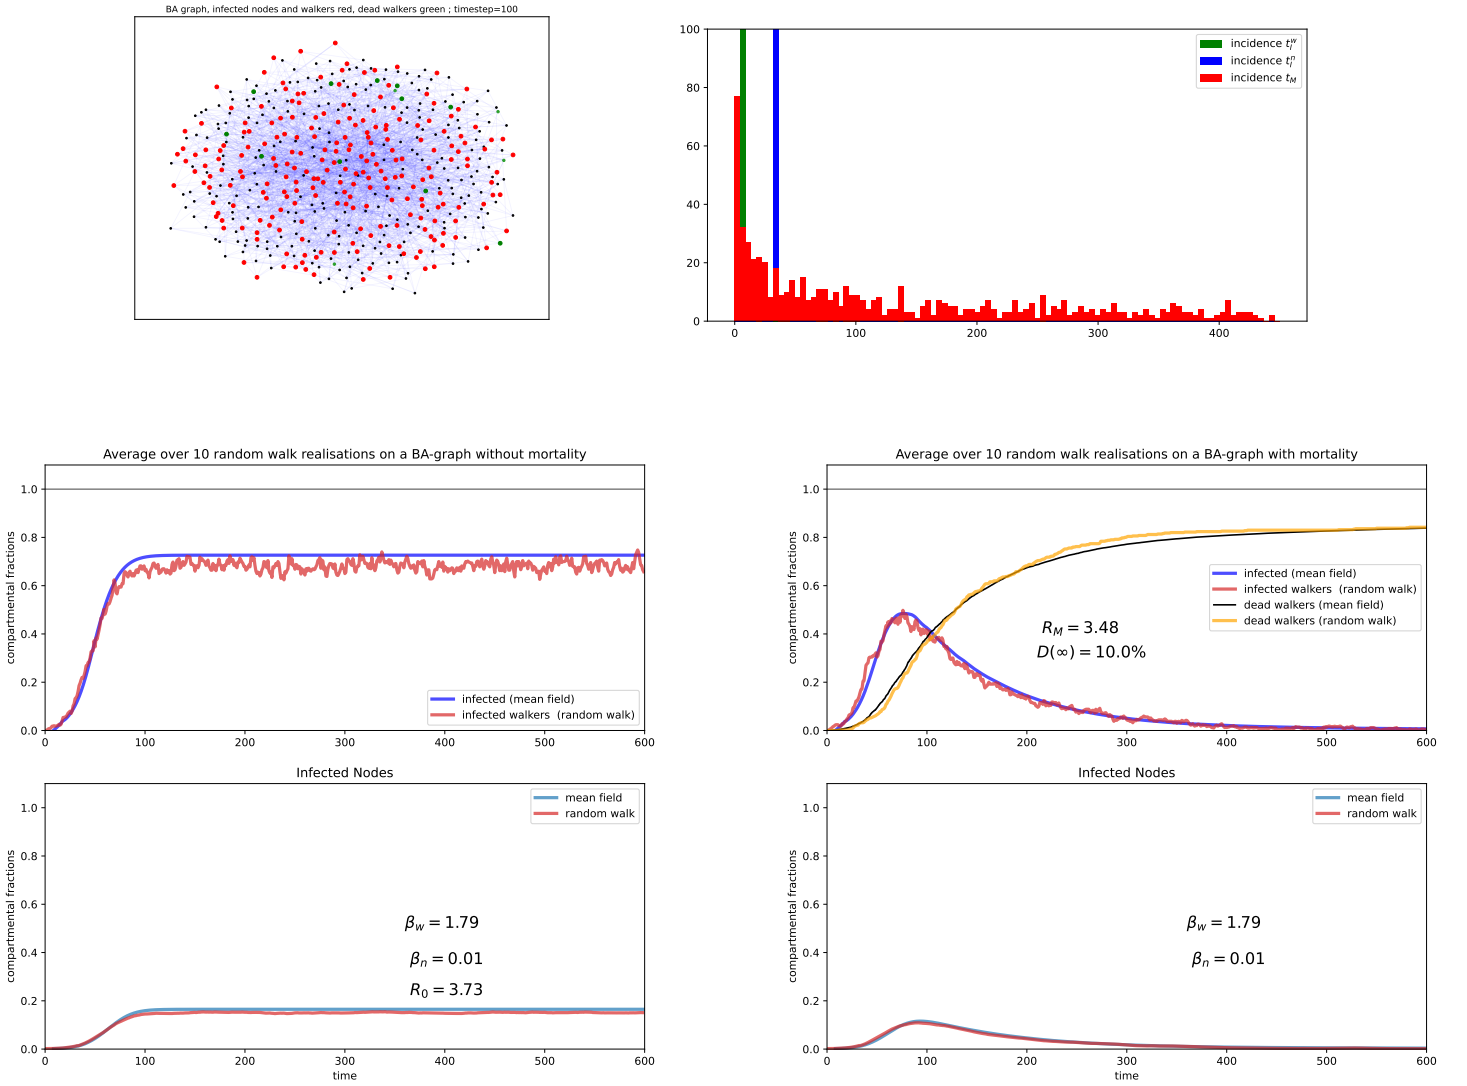 BA graph, infected nodes and walkers red, dead walkers green ; timestep=100
100
80
60
40
20
0
0 100 200 300 400
incidence t_I^w
incidence t_I^n
incidence t_M
Average over 10 random walk realisations on a BA-graph without mortality
compartmental fractions
1.0
0.8
0.6
0.4
0.2
0.0
0 100 200 300 400 500 600
infected (mean field)
infected walkers (random walk)
Average over 10 random walk realisations on a BA-graph with mortality
compartmental fractions
1.0
0.8
0.6
0.4
0.2
0.0
0 100 200 300 400 500 600
infected (mean field)
infected walkers (random walk)
dead walkers (mean field)
dead walkers (random walk)
R_M = 3.48
D(∞) = 10.0%
Infected Nodes
compartmental fractions
1.0
0.8
0.6
0.4
0.2
0.0
0 100 200 300 400 500 600
time
mean field
random walk
β_w = 1.79
β_n = 0.01
R_0 = 3.73
Infected Nodes
compartmental fractions
1.0
0.8
0.6
0.4
0.2
0.0
0 100 200 300 400 500 600
time
mean field
random walk
β_w = 1.79
β_n = 0.01